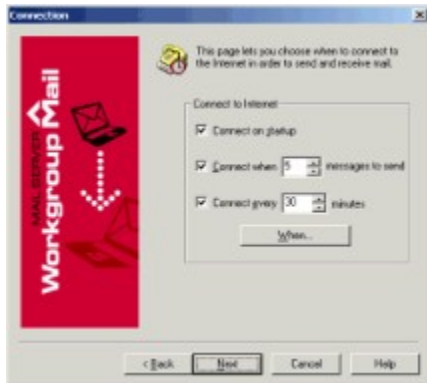 Connection
This page lets you choose when to connect to
the Internet in order to send and receive mail.
MAIL SERVER
Workgroup Mail
Connect to Internet
Connect on startup
Connect when 5 messages to send
Connect every 30 minutes
When...
< Back
Next
Cancel
Help